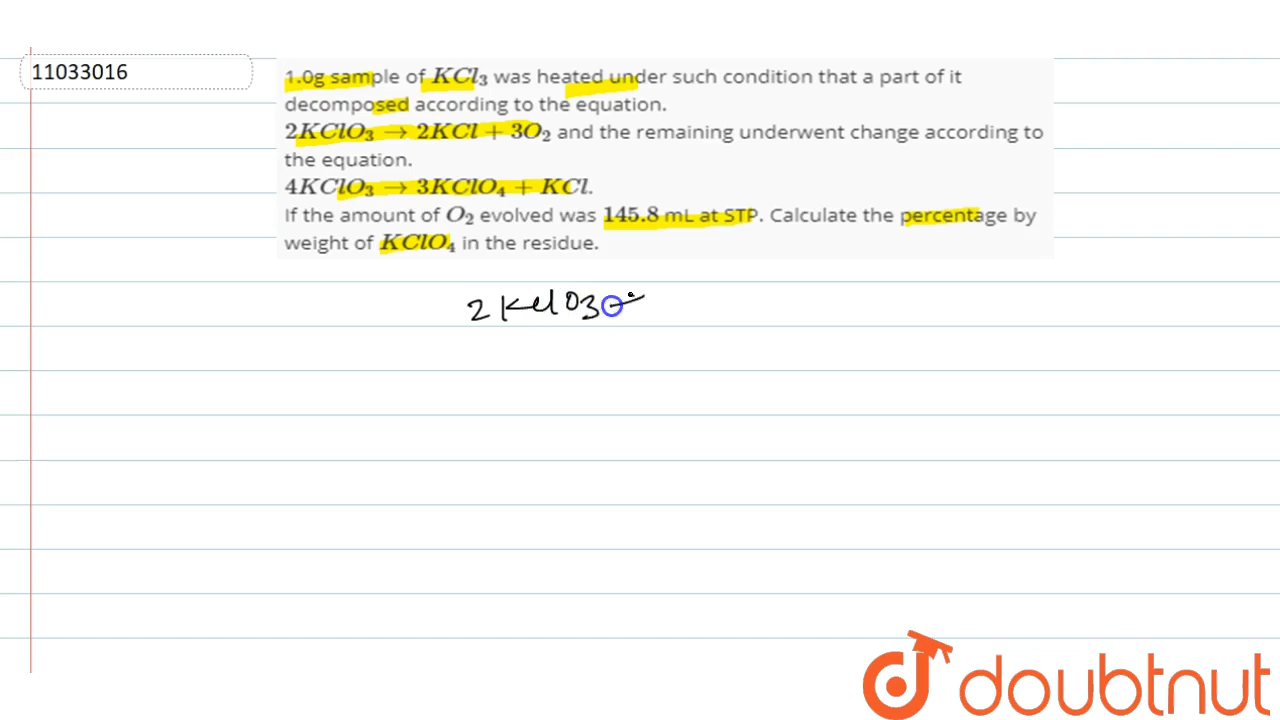 11033016
1.0g sample of KCl₃ was heated under such condition that a part of it
decomposed according to the equation.
2KClO₃ → 2KCl + 3O₂ and the remaining underwent change according to
the equation.
4KClO₃ → 3KClO₄ + KCl.
If the amount of O₂ evolved was 145.8 mL at STP. Calculate the percentage by
weight of KClO₄ in the residue.
2 KClO3
doubtnut